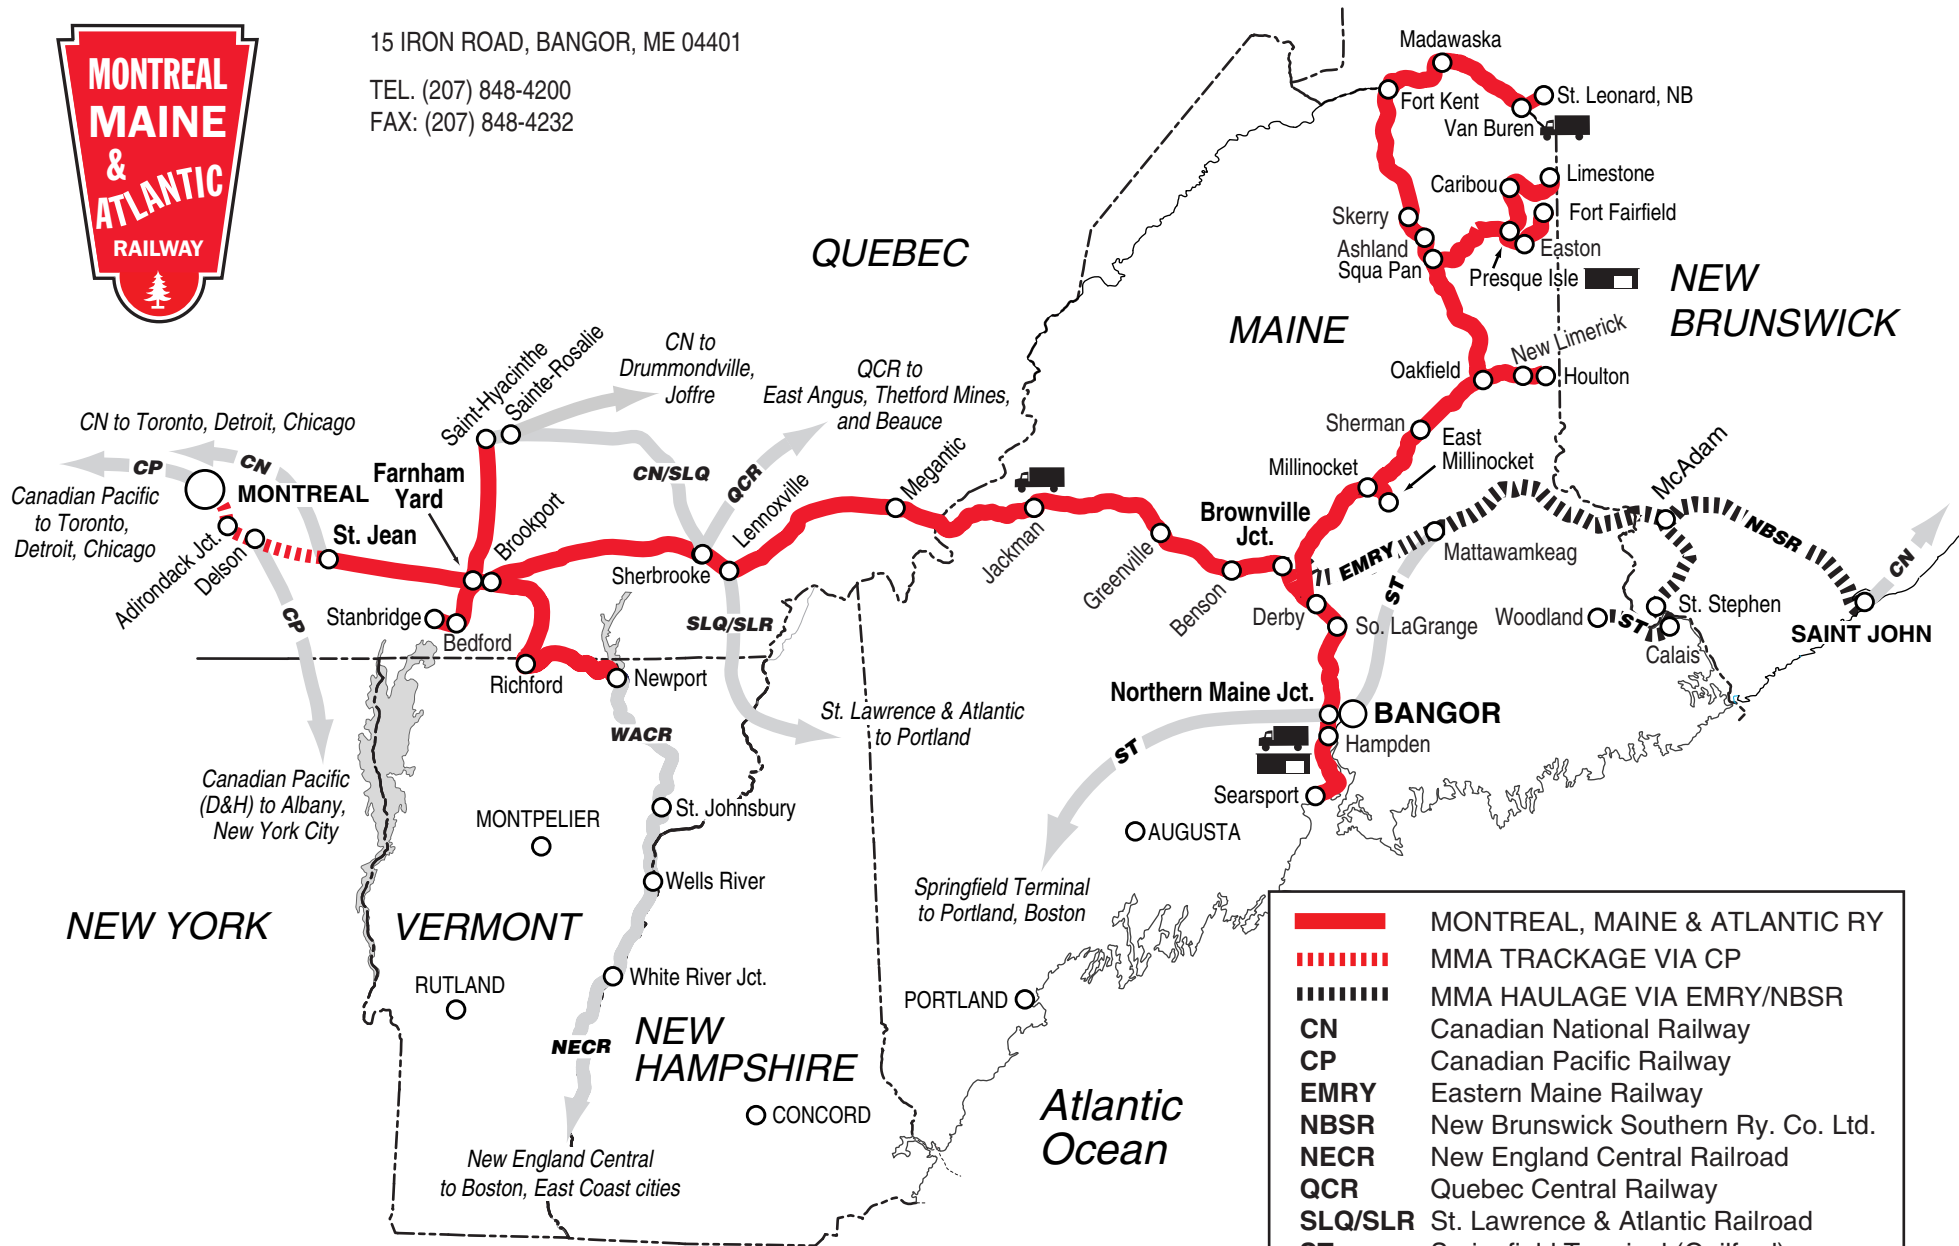 MONTREAL
MAINE
&
ATLANTIC
RAILWAY
15 IRON ROAD, BANGOR, ME 04401
TEL. (207) 848-4200
FAX: (207) 848-4232
Madawaska
Fort Kent
St. Leonard, NB
Van Buren
Caribou
Limestone
Skerry
Fort Fairfield
Ashland
Easton
Squa Pan
Presque Isle
QUEBEC
NEW
BRUNSWICK
MAINE
New Limerick
Oakfield
Houlton
Sherman
East
Millinocket
Millinocket
McAdam
CN to
Drummondville,
Joffre
QCR to
East Angus, Thetford Mines,
and Beauce
Saint-Hyacinthe
Sainte-Rosalie
CN to Toronto, Detroit, Chicago
CP
CN
MONTREAL
Canadian Pacific
to Toronto,
Detroit, Chicago
Farnham
Yard
Brookport
CN/SLQ
QCR
Lennoxville
Megantic
Adirondack Jct.
Delson
St. Jean
CP
Sherbrooke
Jackman
Greenville
Benson
Brownville
Jct.
EMRY
Mattawamkeag
NBSR
CN
ST
Stanbridge
Bedford
SLQ/SLR
Derby
So. LaGrange
Woodland
ST
St. Stephen
Calais
SAINT JOHN
Richford
Newport
Northern Maine Jct.
BANGOR
Hampden
WACR
St. Lawrence & Atlantic
to Portland
ST
Searsport
Canadian Pacific
(D&H) to Albany,
New York City
MONTPELIER
St. Johnsbury
AUGUSTA
Wells River
Springfield Terminal
to Portland, Boston
NEW YORK
VERMONT
RUTLAND
White River Jct.
PORTLAND
NECR
NEW
HAMPSHIRE
CONCORD
Atlantic
Ocean
New England Central
to Boston, East Coast cities
MONTREAL, MAINE & ATLANTIC RY
MMA TRACKAGE VIA CP
MMA HAULAGE VIA EMRY/NBSR
CN Canadian National Railway
CP Canadian Pacific Railway
EMRY Eastern Maine Railway
NBSR New Brunswick Southern Ry. Co. Ltd.
NECR New England Central Railroad
QCR Quebec Central Railway
SLQ/SLR St. Lawrence & Atlantic Railroad
ST Springfield Terminal (Guilford)